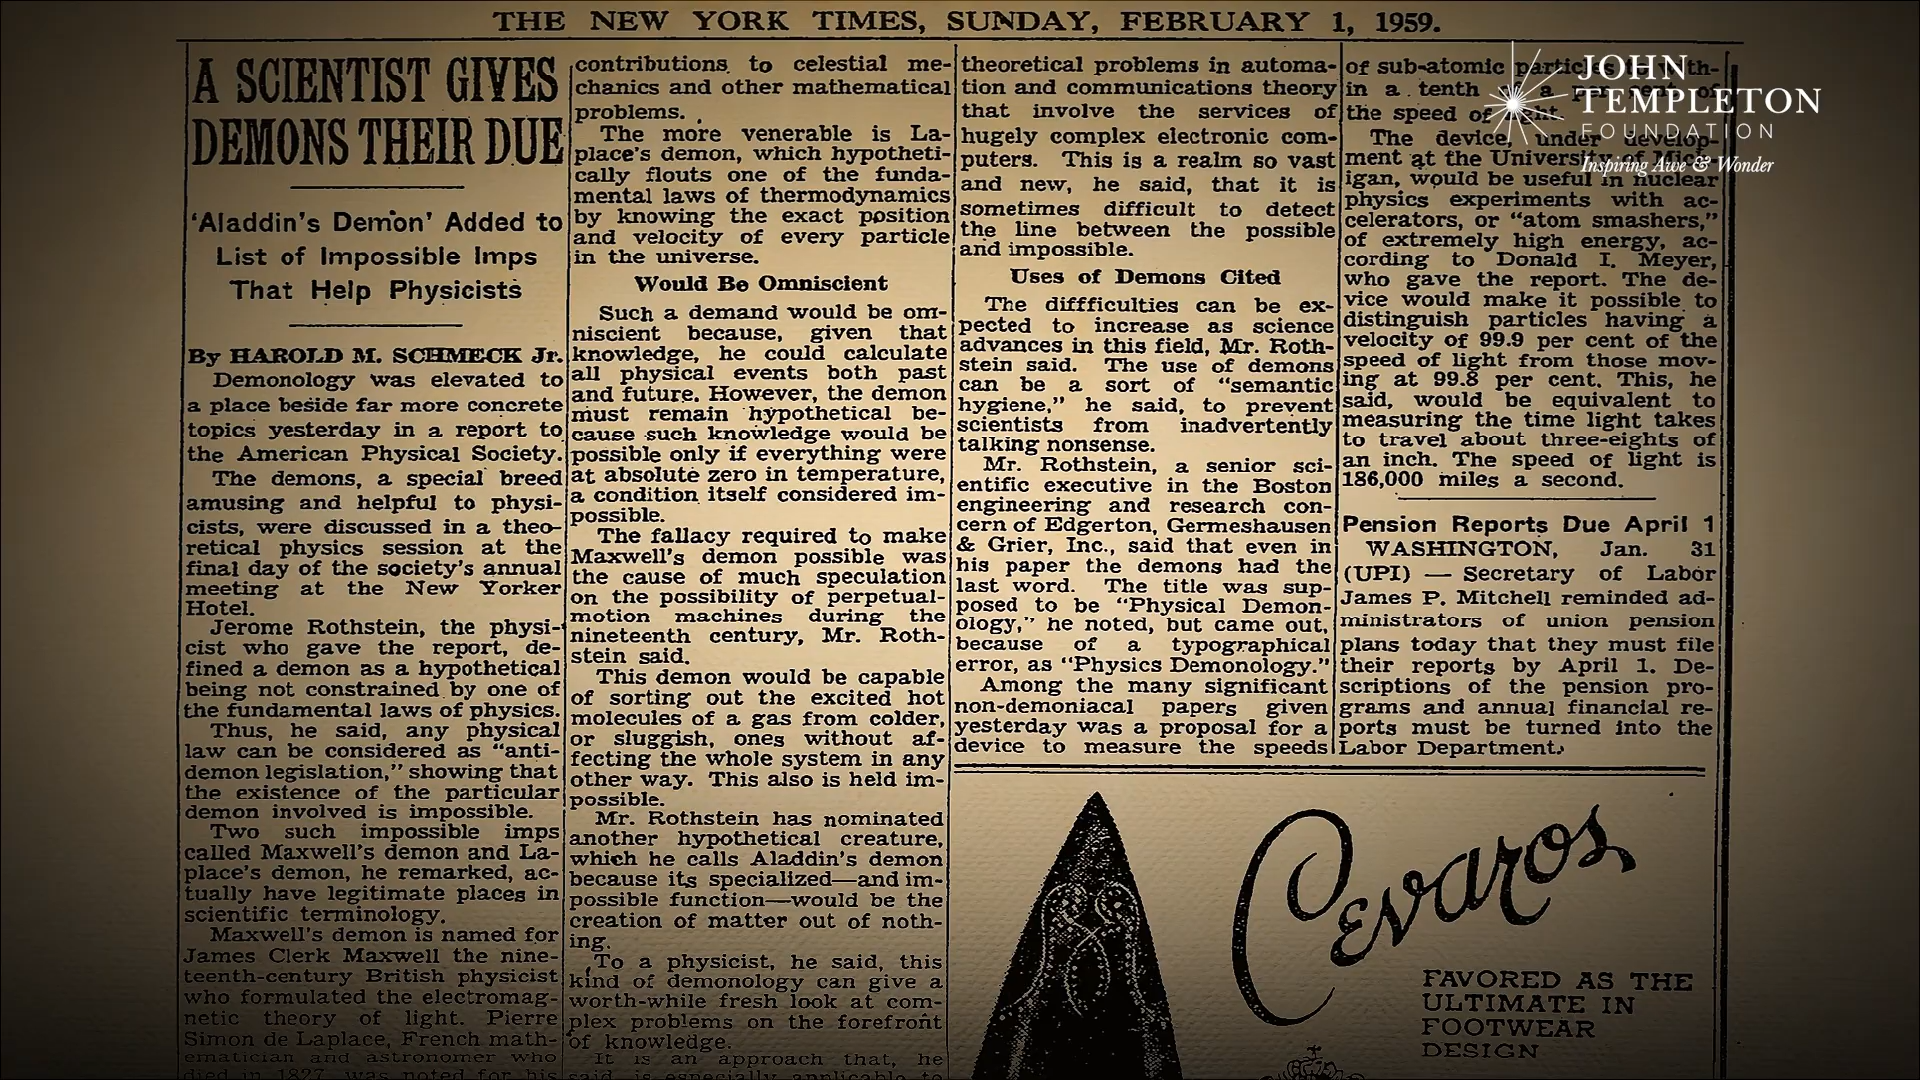 THE NEW YORK TIMES, SUNDAY, FEBRUARY 1, 1959.
A SCIENTIST GIVES
DEMONS THEIR DUE
'Aladdin's Demon' Added to
List of Impossible Imps
That Help Physicists
By HAROLD M. SCHMECK Jr.
Demonology was elevated to
a place beside far more concrete
topics yesterday in a report to
the American Physical Society.
The demons, a special breed
amusing and helpful to physi-
cists, were discussed in a theo-
retical physics session at the
final day of the society's annual
meeting at the New Yorker
Hotel.
Jerome Rothstein, the physi-
cist who gave the report, de-
fined a demon as a hypothetical
being not constrained by one of
the fundamental laws of physics.
Thus, he said, any physical
law can be considered as "anti-
demon legislation," showing that
the existence of the particular
demon involved is impossible.
Two such impossible imps
called Maxwell's demon and La-
place's demon, he remarked, ac-
tually have legitimate places in
scientific terminology.
Maxwell's demon is named for
James Clerk Maxwell the nine-
teenth-century British physicist
who formulated the electromag-
netic theory of light. Pierre
Simon de Laplace, French math-
ematician and astronomer who
died in 1827, was noted for his
contributions to celestial me-
chanics and other mathematical
problems.
The more venerable is La-
place's demon, which hypotheti-
cally flouts one of the funda-
mental laws of thermodynamics
by knowing the exact position
and velocity of every particle
in the universe.
Would Be Omniscient
Such a demand would be om-
niscient because, given that
knowledge, he could calculate
all physical events both past
and future. However, the demon
must remain hypothetical be-
cause such knowledge would be
possible only if everything were
at absolute zero in temperature,
a condition itself considered im-
possible.
The fallacy required to make
Maxwell's demon possible was
the cause of much speculation
on the possibility of perpetual-
motion machines during the
nineteenth century, Mr. Roth-
stein said.
This demon would be capable
of sorting out the excited hot
molecules of a gas from colder,
or sluggish, ones without af-
fecting the whole system in any
other way. This also is held im-
possible.
Mr. Rothstein has nominated
another hypothetical creature,
which he calls Aladdin's demon
because its specialized—and im-
possible function—would be the
creation of matter out of noth-
ing.
To a physicist, he said, this
kind of demonology can give a
worth-while fresh look at com-
plex problems on the forefront
of knowledge.
It is an approach that, he
said, is especially applicable to
theoretical problems in automa-
tion and communications theory
that involve the services of
hugely complex electronic com-
puters. This is a realm so vast
and new, he said, that it is
sometimes difficult to detect
the line between the possible
and impossible.
Uses of Demons Cited
The diffficulties can be ex-
pected to increase as science
advances in this field, Mr. Roth-
stein said. The use of demons
can be a sort of "semantic
hygiene," he said, to prevent
scientists from inadvertently
talking nonsense.
Mr. Rothstein, a senior sci-
entific executive in the Boston
engineering and research con-
cern of Edgerton, Germeshausen
& Grier, Inc., said that even in
his paper the demons had the
last word. The title was sup-
posed to be "Physical Demon-
ology," he noted, but came out,
because of a typographical
error, as "Physics Demonology."
Among the many significant
non-demoniacal papers given
yesterday was a proposal for a
device to measure the speeds
of sub-atomic particles to with-
in a tenth of a per cent of
the speed of light.
The device, under develop-
ment at the University of Mich-
igan, would be useful in nuclear
physics experiments with ac-
celerators, or "atom smashers,"
of extremely high energy, ac-
cording to Donald I. Meyer,
who gave the report. The de-
vice would make it possible to
distinguish particles having a
velocity of 99.9 per cent of the
speed of light from those mov-
ing at 99.8 per cent. This, he
said, would be equivalent to
measuring the time light takes
to travel about three-eights of
an inch. The speed of light is
186,000 miles a second.
Pension Reports Due April 1
WASHINGTON, Jan. 31
(UPI) — Secretary of Labor
James P. Mitchell reminded ad-
ministrators of union pension
plans today that they must file
their reports by April 1. De-
scriptions of the pension pro-
grams and annual financial re-
ports must be turned into the
Labor Department.
Cevaros
FAVORED AS THE
ULTIMATE IN
FOOTWEAR
DESIGN
JOHN
TEMPLETON
FOUNDATION
Inspiring Awe & Wonder